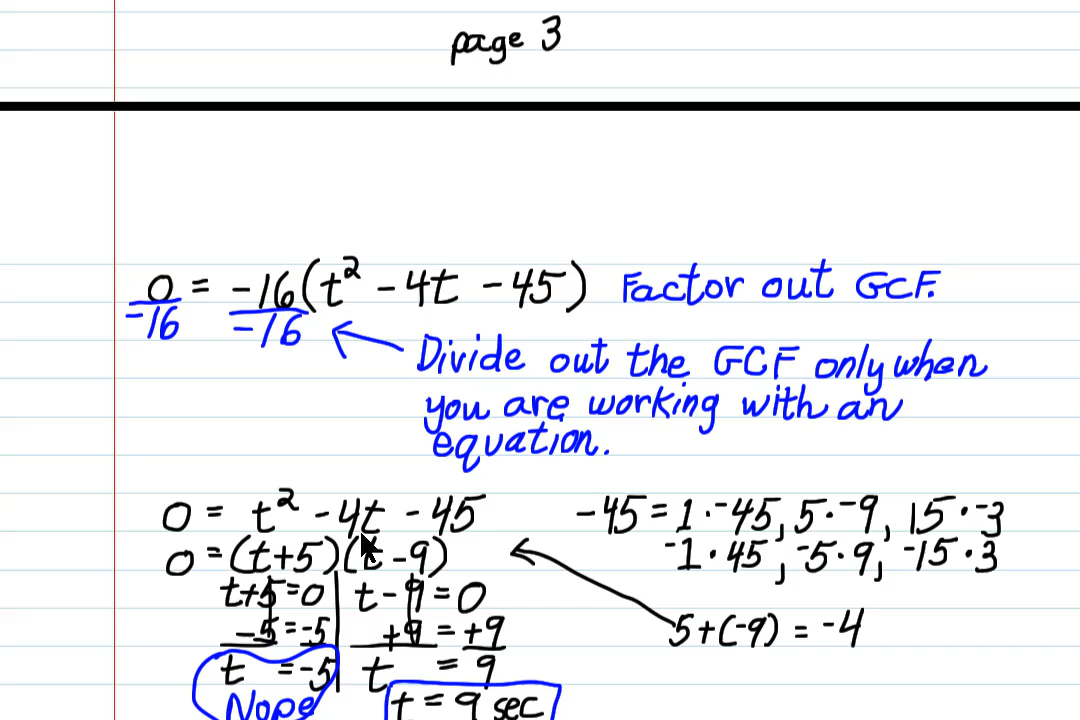 page 3
0 = -16(t² - 4t - 45) Factor out GCF.
-16 -16
Divide out the GCF only when
you are working with an
equation.
0 = t² - 4t - 45 -45 = 1·-45, 5·-9, 15·-3
0 = (t+5)(t-9) -1·45, -5·9, -15·3
t+5=0 t-9=0
-5=-5 +9=+9 5+(-9) = -4
t =-5 t = 9
Nope t = 9 sec